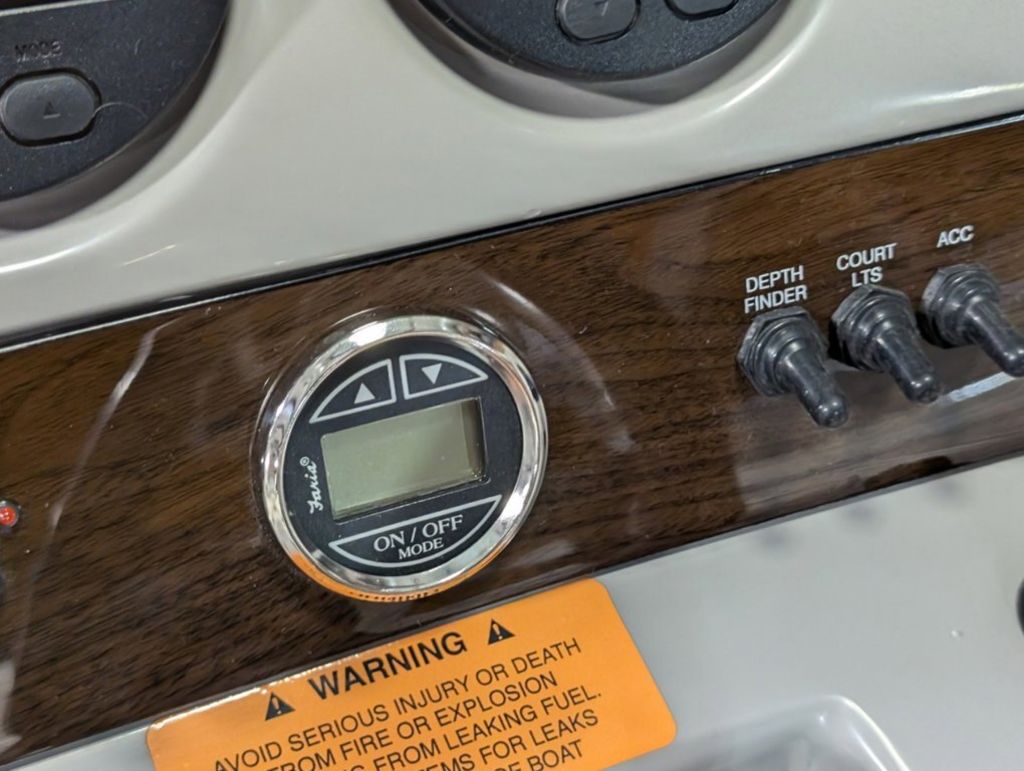 MODE
DEPTH
FINDER
COURT
LTS
ACC
Faria®
ON / OFF
MODE
WARNING
AVOID SERIOUS INJURY OR DEATH
FROM FIRE OR EXPLOSION
FROM LEAKING FUEL.
FOR LEAKS
BOAT